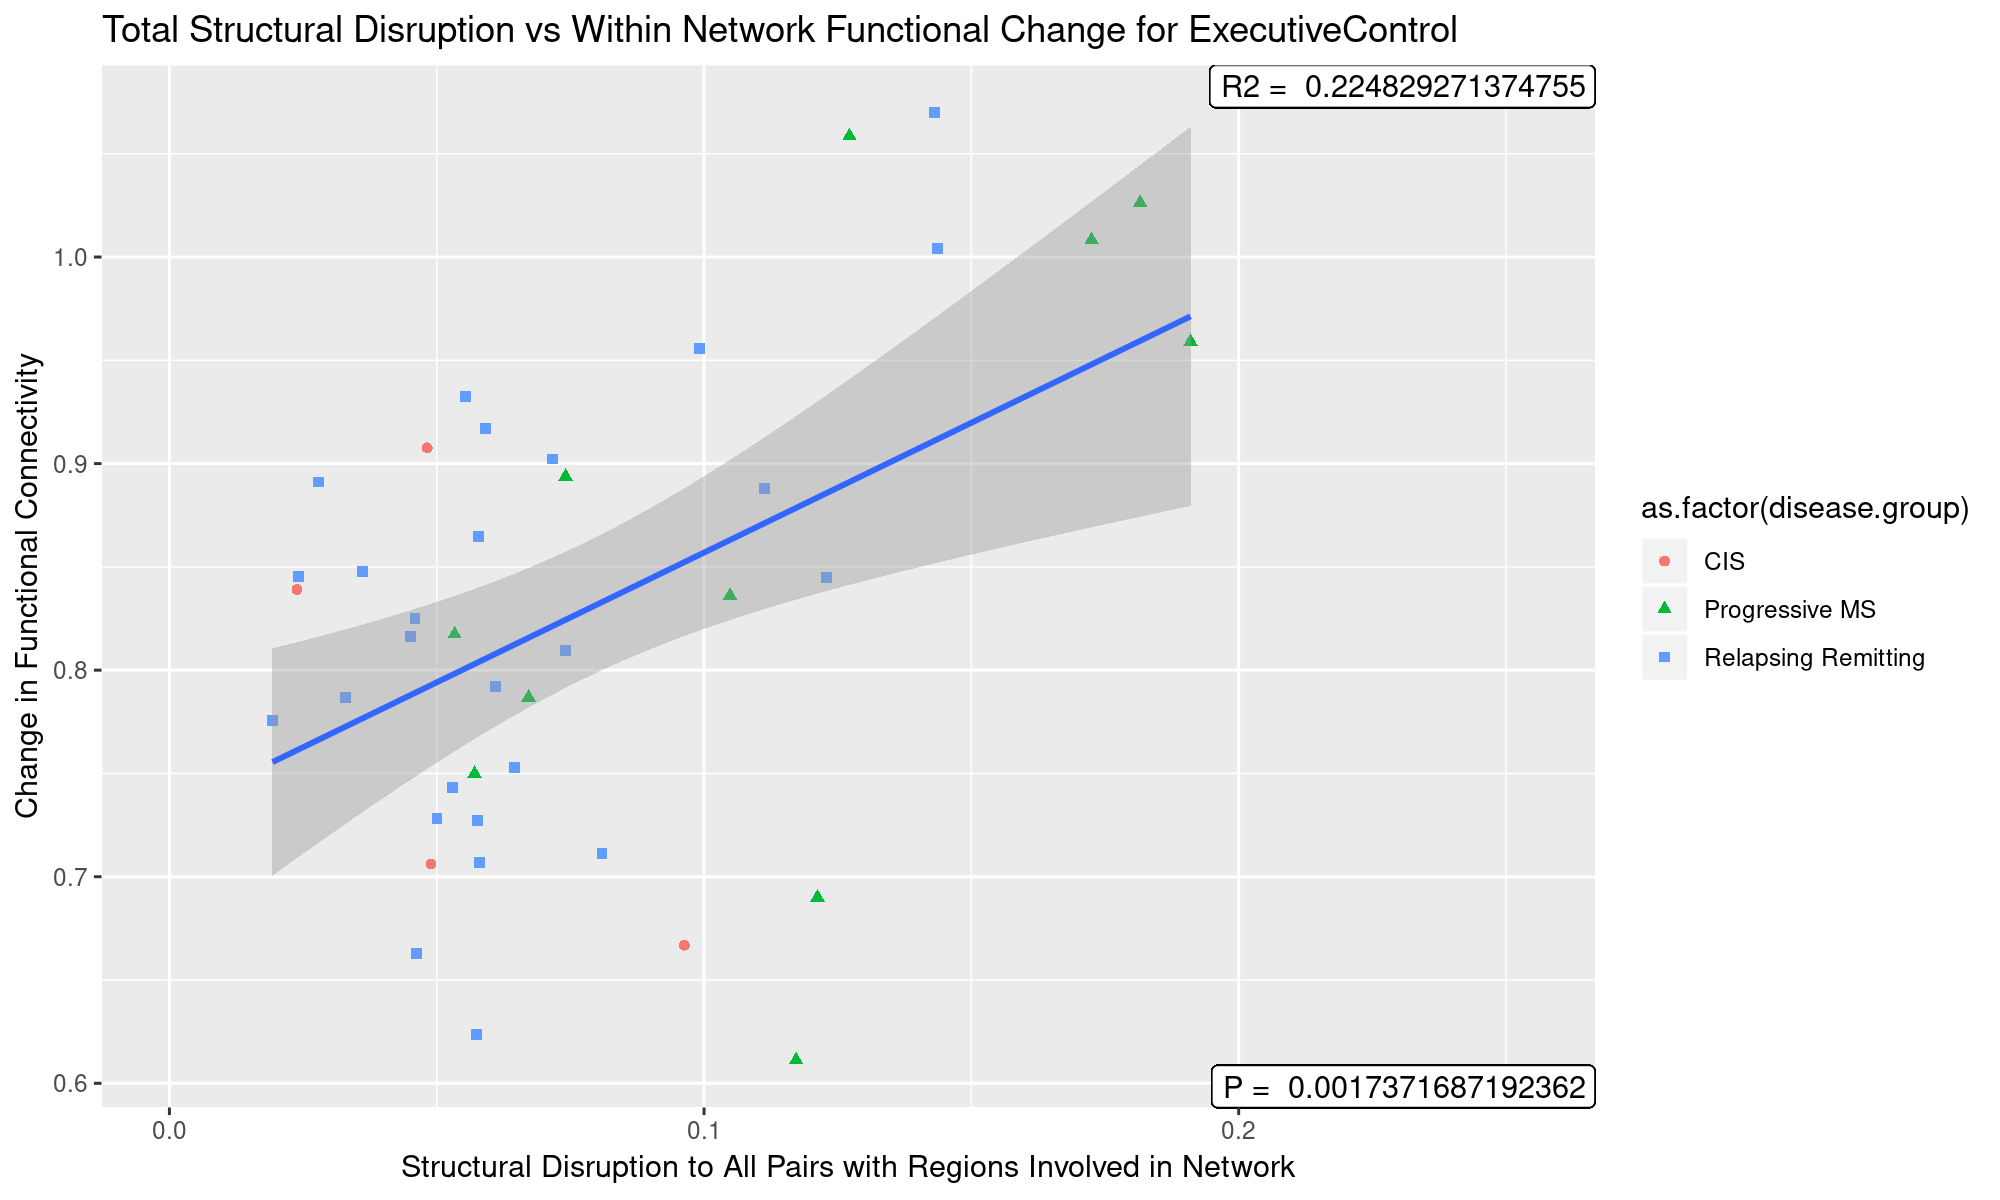 Total Structural Disruption vs Within Network Functional Change for ExecutiveControl
R2 =  0.224829271374755
Change in Functional Connectivity
1.0
0.9
0.8
0.7
0.6
as.factor(disease.group)
CIS
Progressive MS
Relapsing Remitting
P =  0.0017371687192362
0.0
0.1
0.2
Structural Disruption to All Pairs with Regions Involved in Network